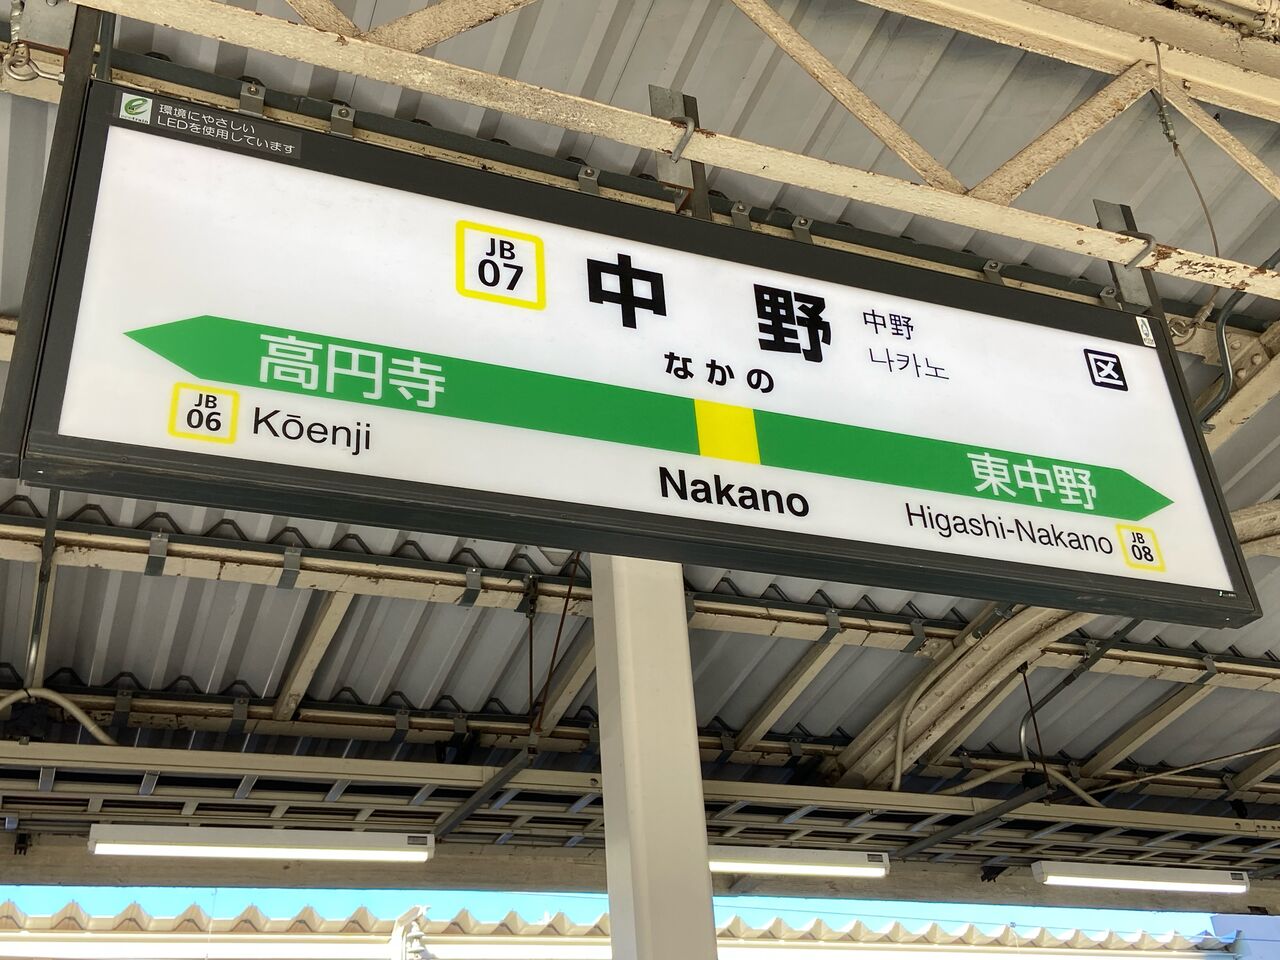 環境にやさしい
LEDを使用しています
JB
07
中野
中野
나카노
なかの
区
高円寺
JB
06
Kōenji
Nakano
東中野
Higashi-Nakano
JB
08